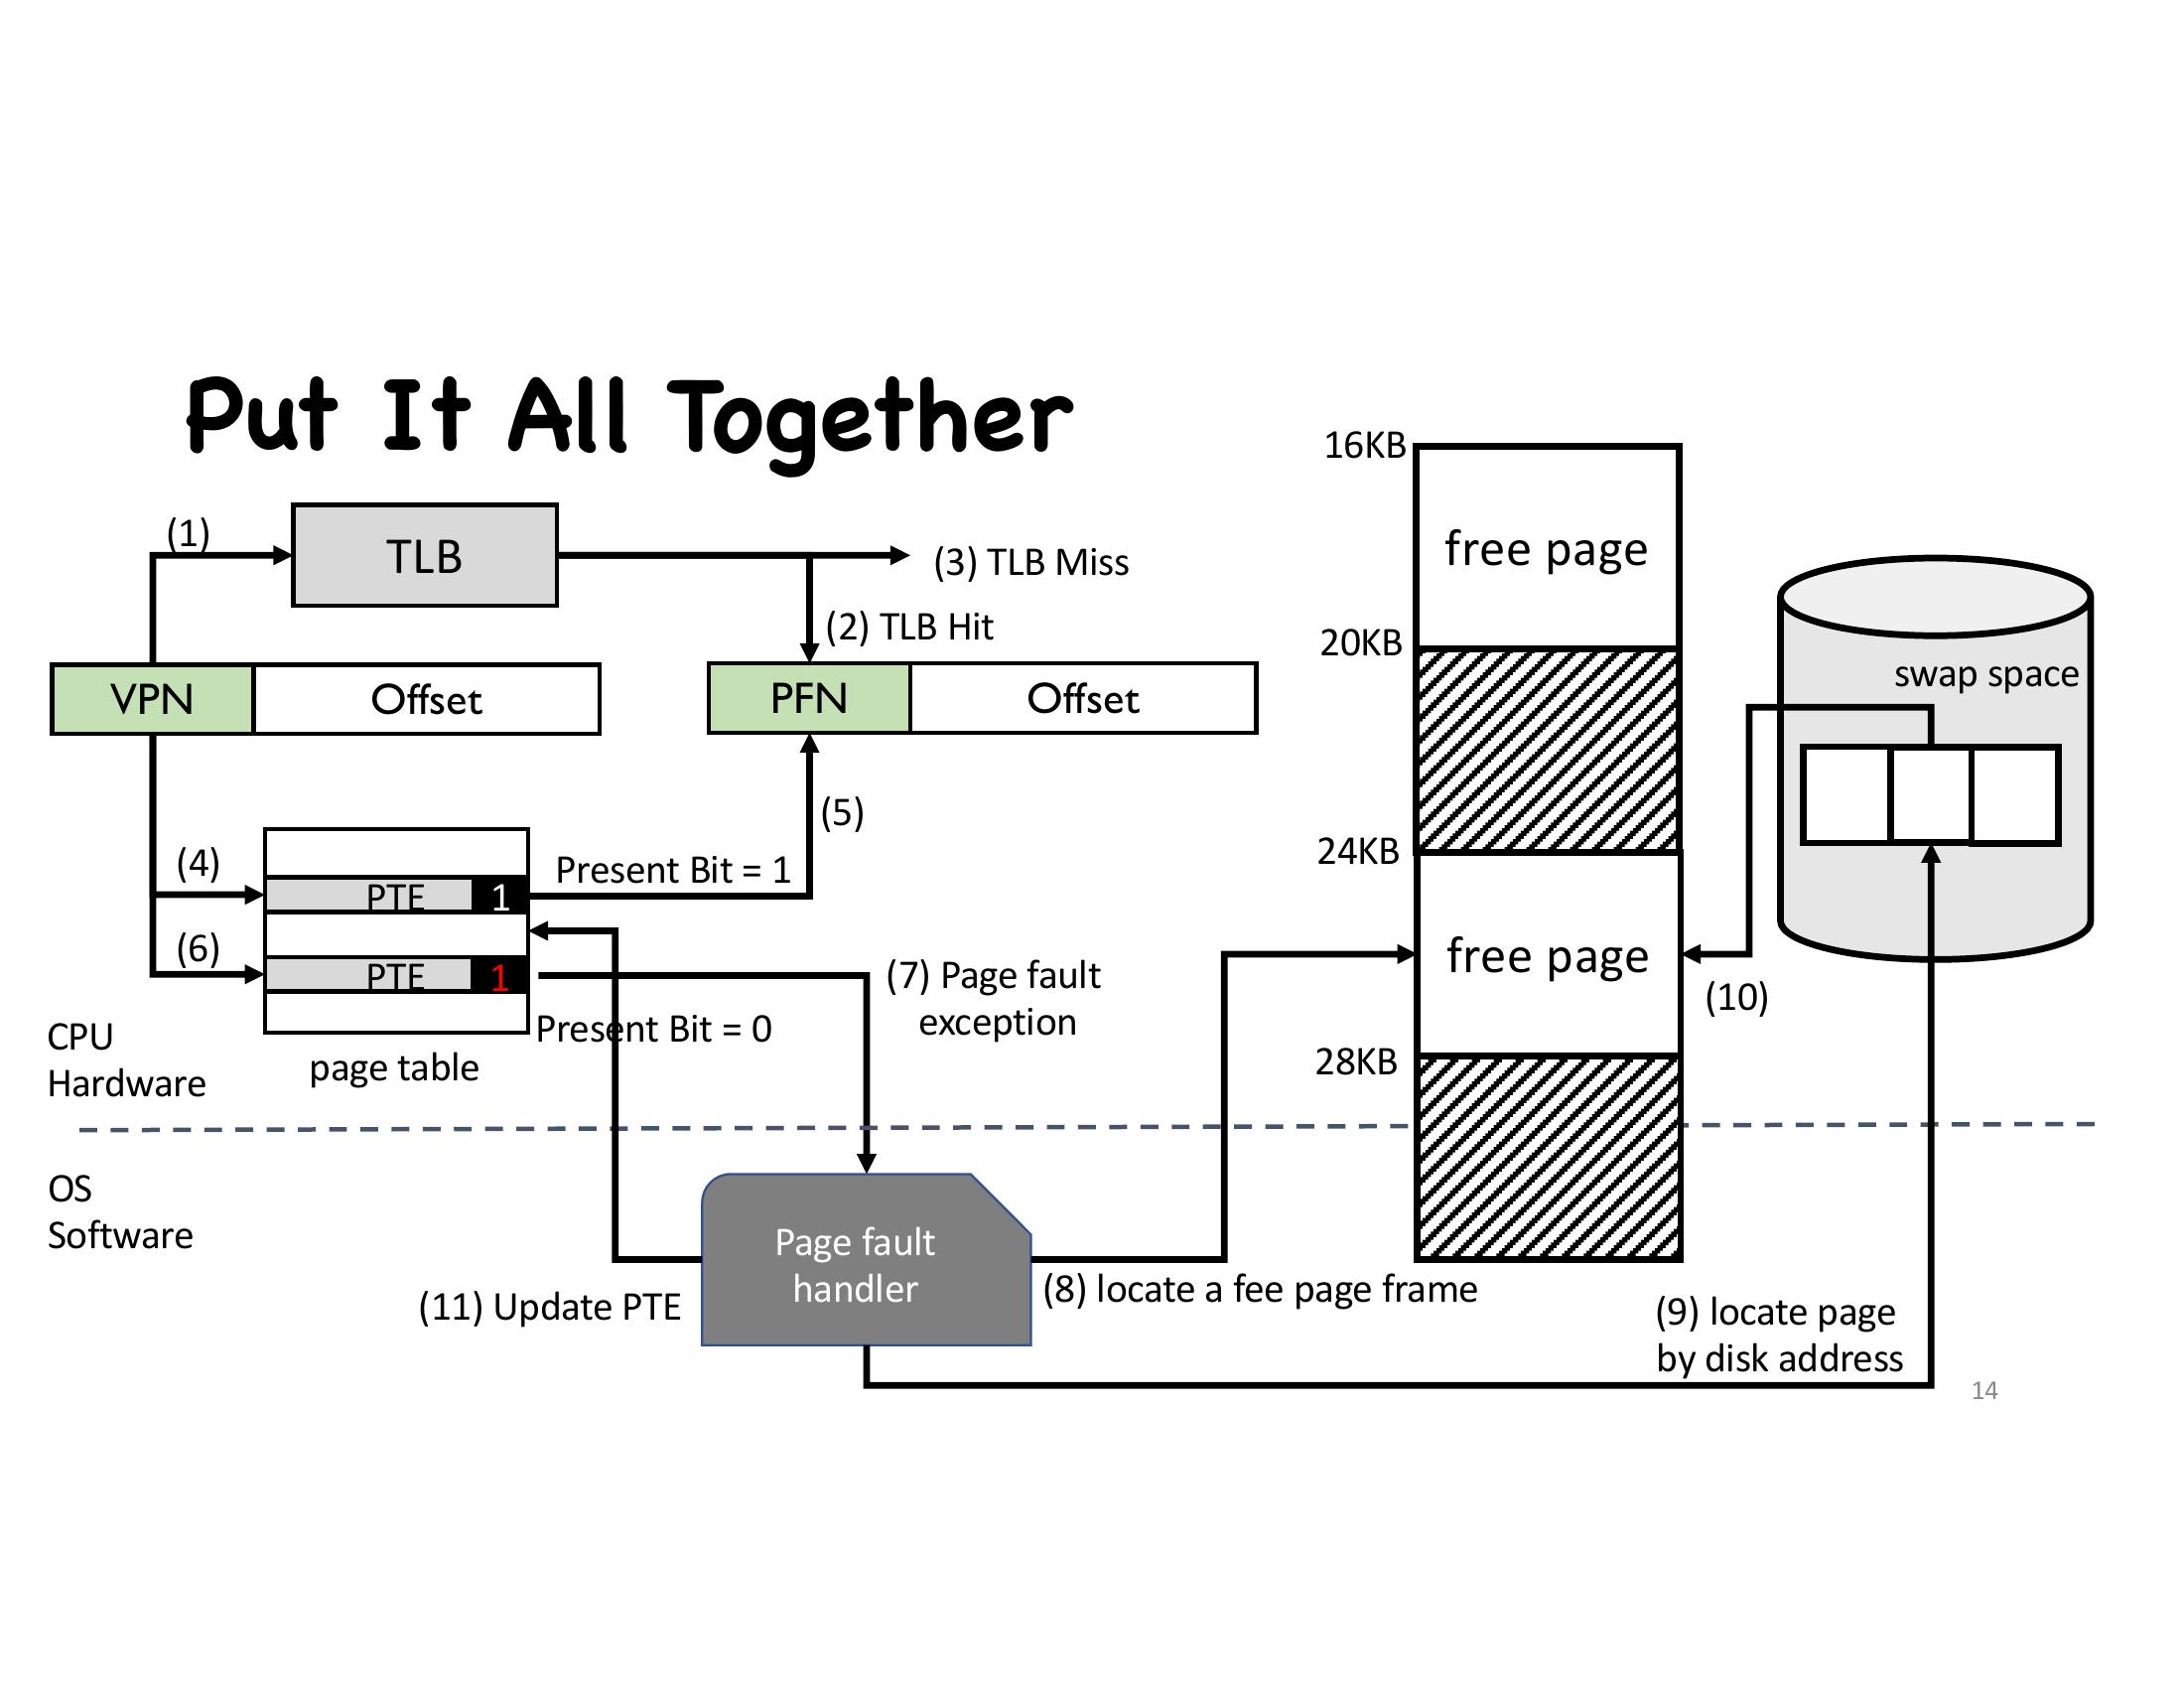 Put It All Together
16KB
free page
(1)
TLB
(3) TLB Miss
(2) TLB Hit
20KB
swap space
VPN
Offset
PFN
Offset
(5)
24KB
(4)
Present Bit = 1
PTE
1
(6)
PTE
1
(7) Page fault
exception
free page
(10)
Present Bit = 0
CPU
Hardware
page table
28KB
OS
Software
Page fault
handler
(11) Update PTE
(8) locate a fee page frame
(9) locate page
by disk address
14